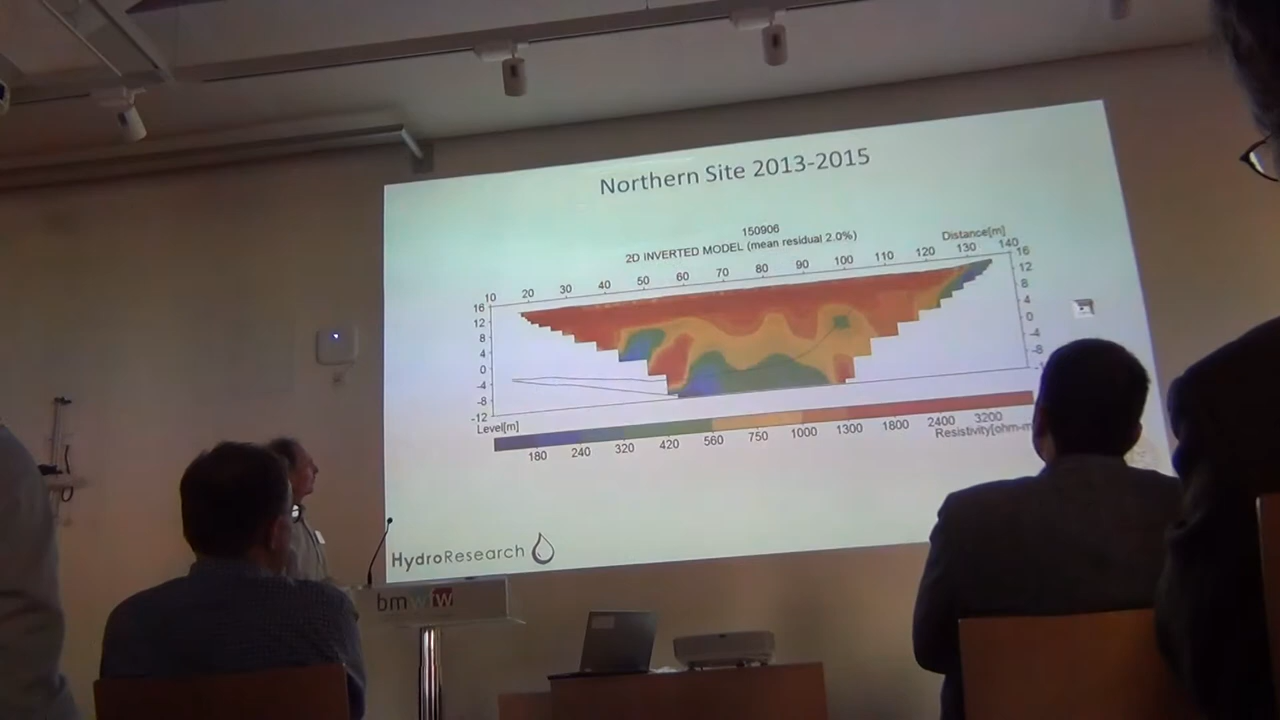 Northern Site 2013-2015
150906
2D INVERTED MODEL (mean residual 2.0%)
Distance[m]
10 20 30 40 50 60 70 80 90 100 110 120 130 140
16 16
12 12
8 8
4 4
0 0
-4 -4
-8 -8
-12
Level[m]
180 240 320 420 560 750 1000 1300 1800 2400 3200
Resistivity[ohm-m
HydroResearch
bmwfw